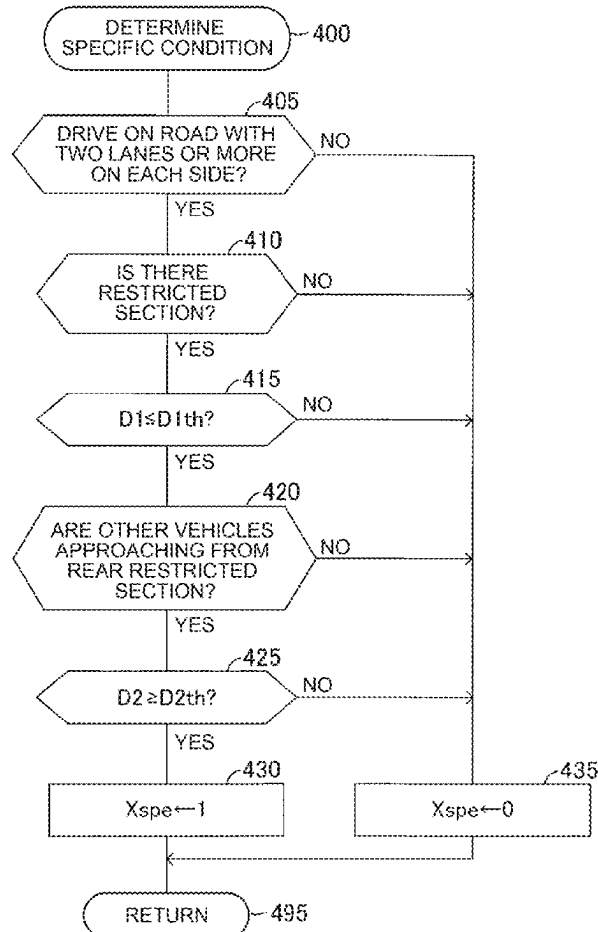 DETERMINE
SPECIFIC CONDITION
400
405
DRIVE ON ROAD WITH
TWO LANES OR MORE
ON EACH SIDE?
NO
YES
410
IS THERE
RESTRICTED
SECTION?
NO
YES
415
D1≤D1th?
NO
YES
420
ARE OTHER VEHICLES
APPROACHING FROM
REAR RESTRICTED
SECTION?
NO
YES
425
D2≥D2th?
NO
YES
430
Xspe←1
435
Xspe←0
RETURN
495